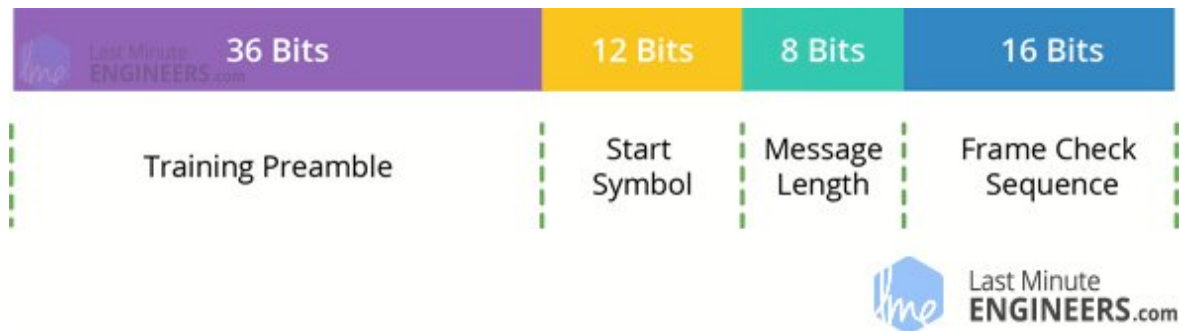 36 Bits
12 Bits
8 Bits
16 Bits
Last Minute
ENGINEERS.com
Training Preamble
Start
Symbol
Message
Length
Frame Check
Sequence
lme
Last Minute
ENGINEERS.com